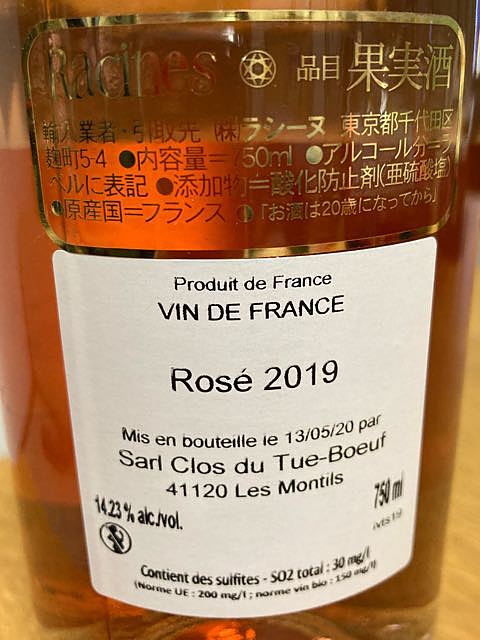 Racines 品目 果実酒
輸入業者・引取先 ㈱ラシーヌ 東京都千代田区
麹町5-4 ●内容量=750ml ●アルコール分=ラ
ベルに表記 ●添加物=酸化防止剤(亜硫酸塩)
●原産国=フランス ●「お酒は20歳になってから」
Produit de France
VIN DE FRANCE
Rosé 2019
Mis en bouteille le 13/05/20 par
Sarl Clos du Tue-Boeuf
41120 Les Montils
14.23 % alc./vol.
750 ml
lvts19
Contient des sulfites - SO2 total : 30 mg/l
(Norme UE : 200 mg/l ; norme vin bio : 150 mg/l)